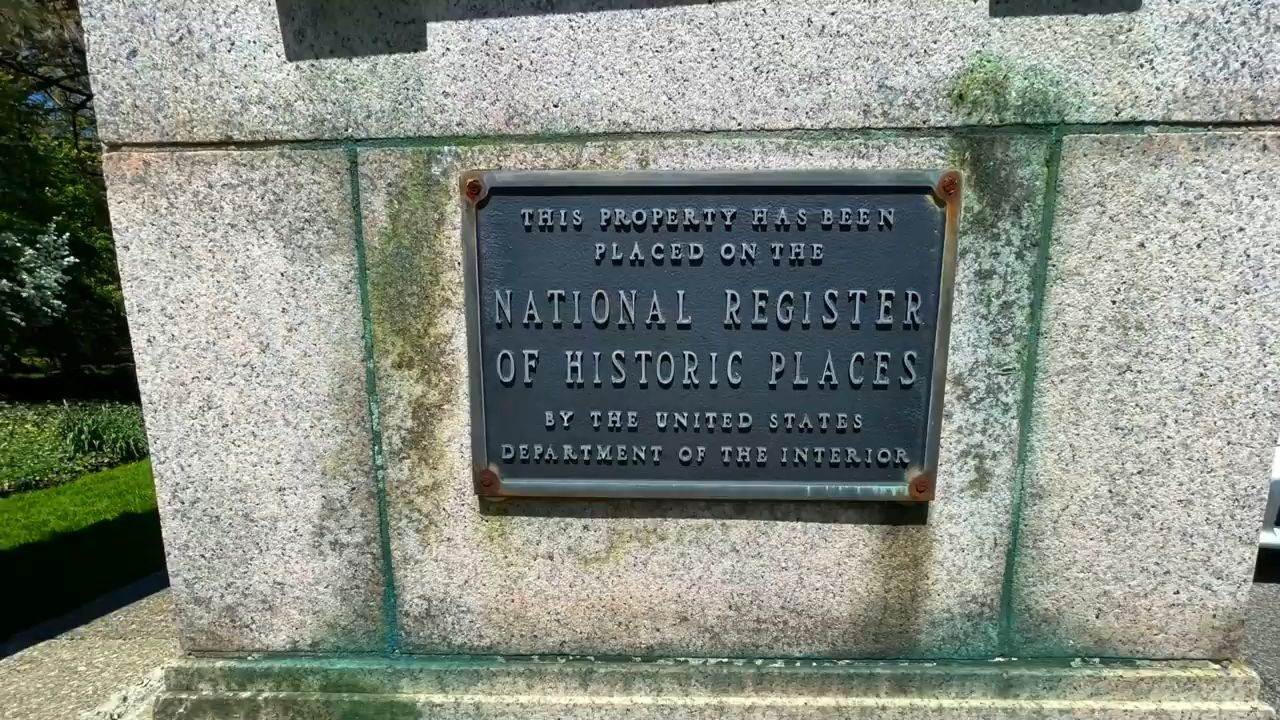 THIS PROPERTY HAS BEEN
PLACED ON THE
NATIONAL REGISTER
OF HISTORIC PLACES
BY THE UNITED STATES
DEPARTMENT OF THE INTERIOR